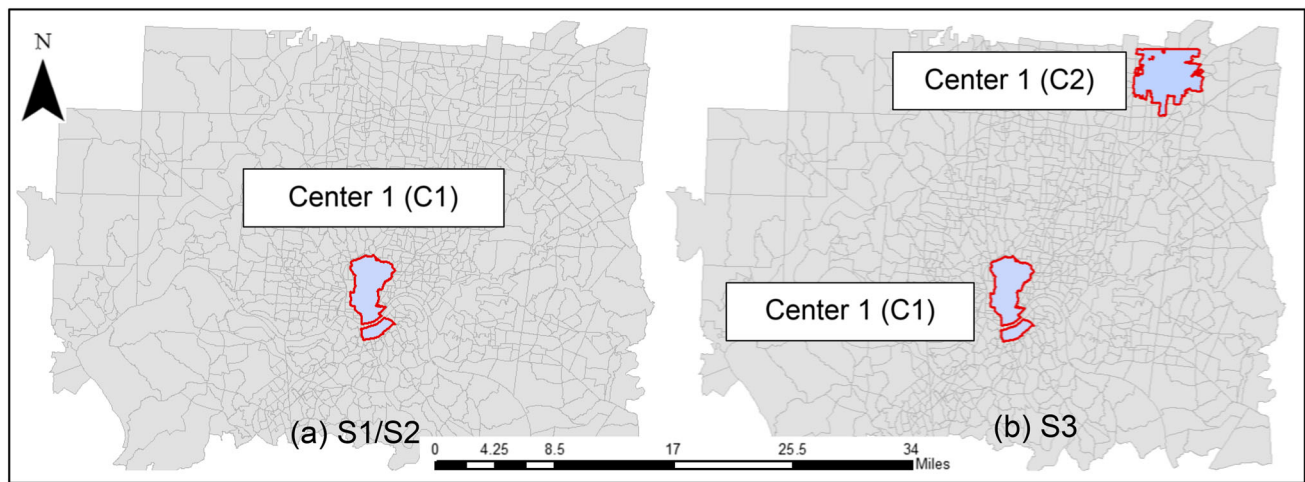 N
Center 1 (C1)
(a) S1/S2
Center 1 (C2)
Center 1 (C1)
(b) S3
0 4.25 8.5 17 25.5 34
Miles